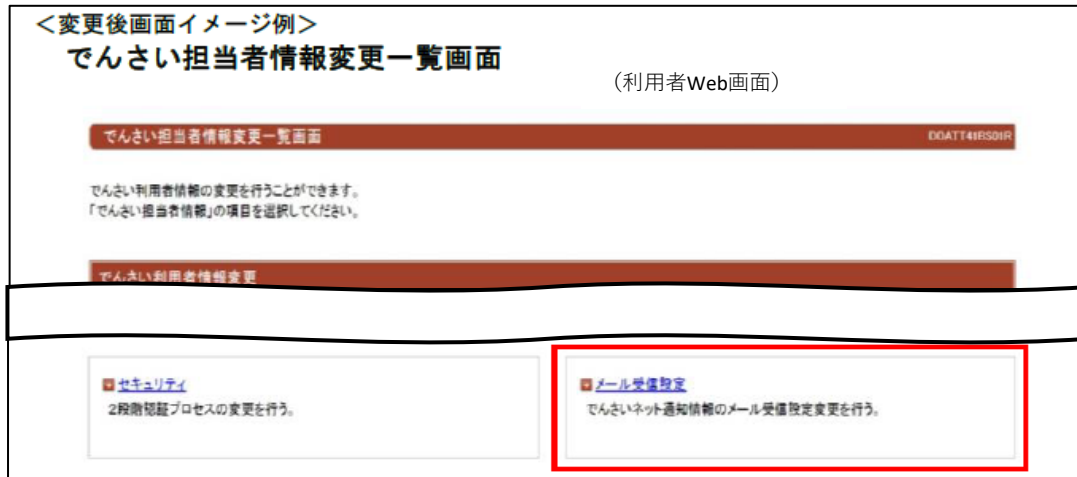 <変更後画面イメージ例>
でんさい担当者情報変更一覧画面
(利用者Web画面)
でんさい担当者情報変更一覧画面
でんさい利用者情報の変更を行うことができます。
「でんさい担当者情報」の項目を選択してください。
でんさい利用者情報変更
セキュリティ
2段階認証プロセスの変更を行う。
メール受信設定
でんさいネット通知情報のメール受信設定変更を行う。